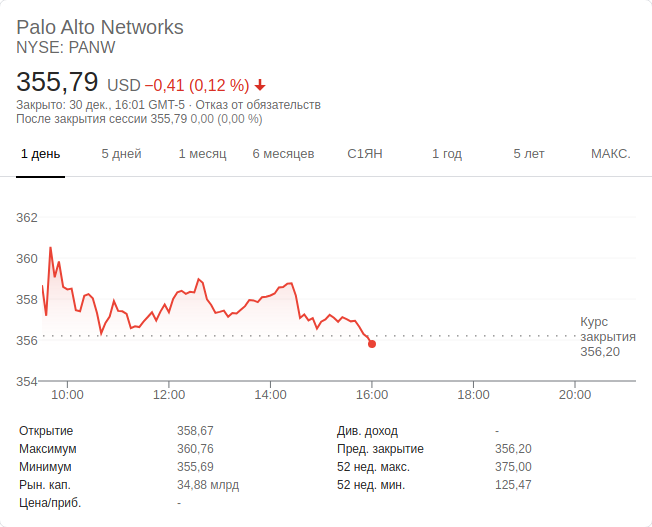 Palo Alto Networks
NYSE: PANW
355,79 USD −0,41 (0,12 %)
Закрыто: 30 дек., 16:01 GMT-5 · Отказ от обязательств
После закрытия сессии 355,79 0,00 (0,00 %)
1 день 5 дней 1 месяц 6 месяцев С1ЯН 1 год 5 лет МАКС.
362
360
358
356
354
Курс
закрытия
356,20
10:00 12:00 14:00 16:00 18:00 20:00
Открытие 358,67 Див. доход -
Максимум 360,76 Пред. закрытие 356,20
Минимум 355,69 52 нед. макс. 375,00
Рын. кап. 34,88 млрд 52 нед. мин. 125,47
Цена/приб. -